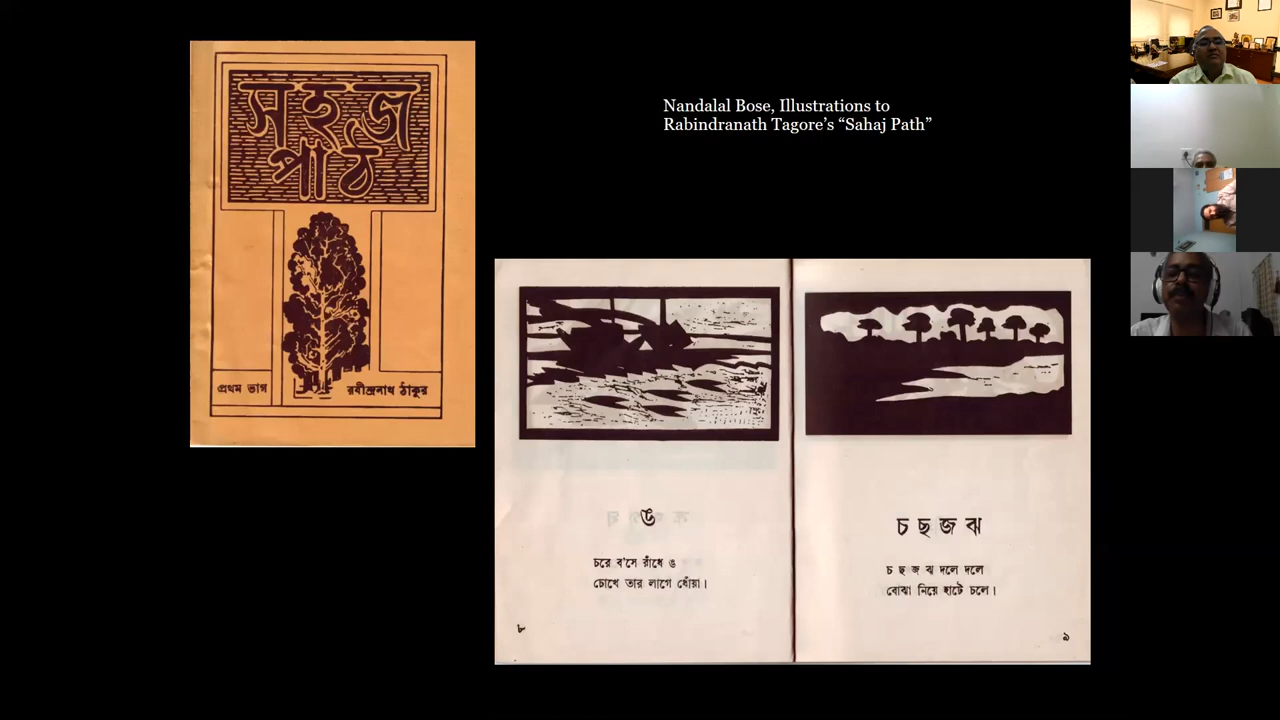 সহজ
পাঠ
প্রথম ভাগ
রবীন্দ্রনাথ ঠাকুর
Nandalal Bose, Illustrations to
Rabindranath Tagore’s “Sahaj Path”
ঙ
চরে ব'সে রাঁধে ঙ
চোখে তার লাগে ধোঁয়া।
৮
চ ছ জ ঝ
চ ছ জ ঝ দলে দলে
বোঝা নিয়ে হাটে চলে।
৯